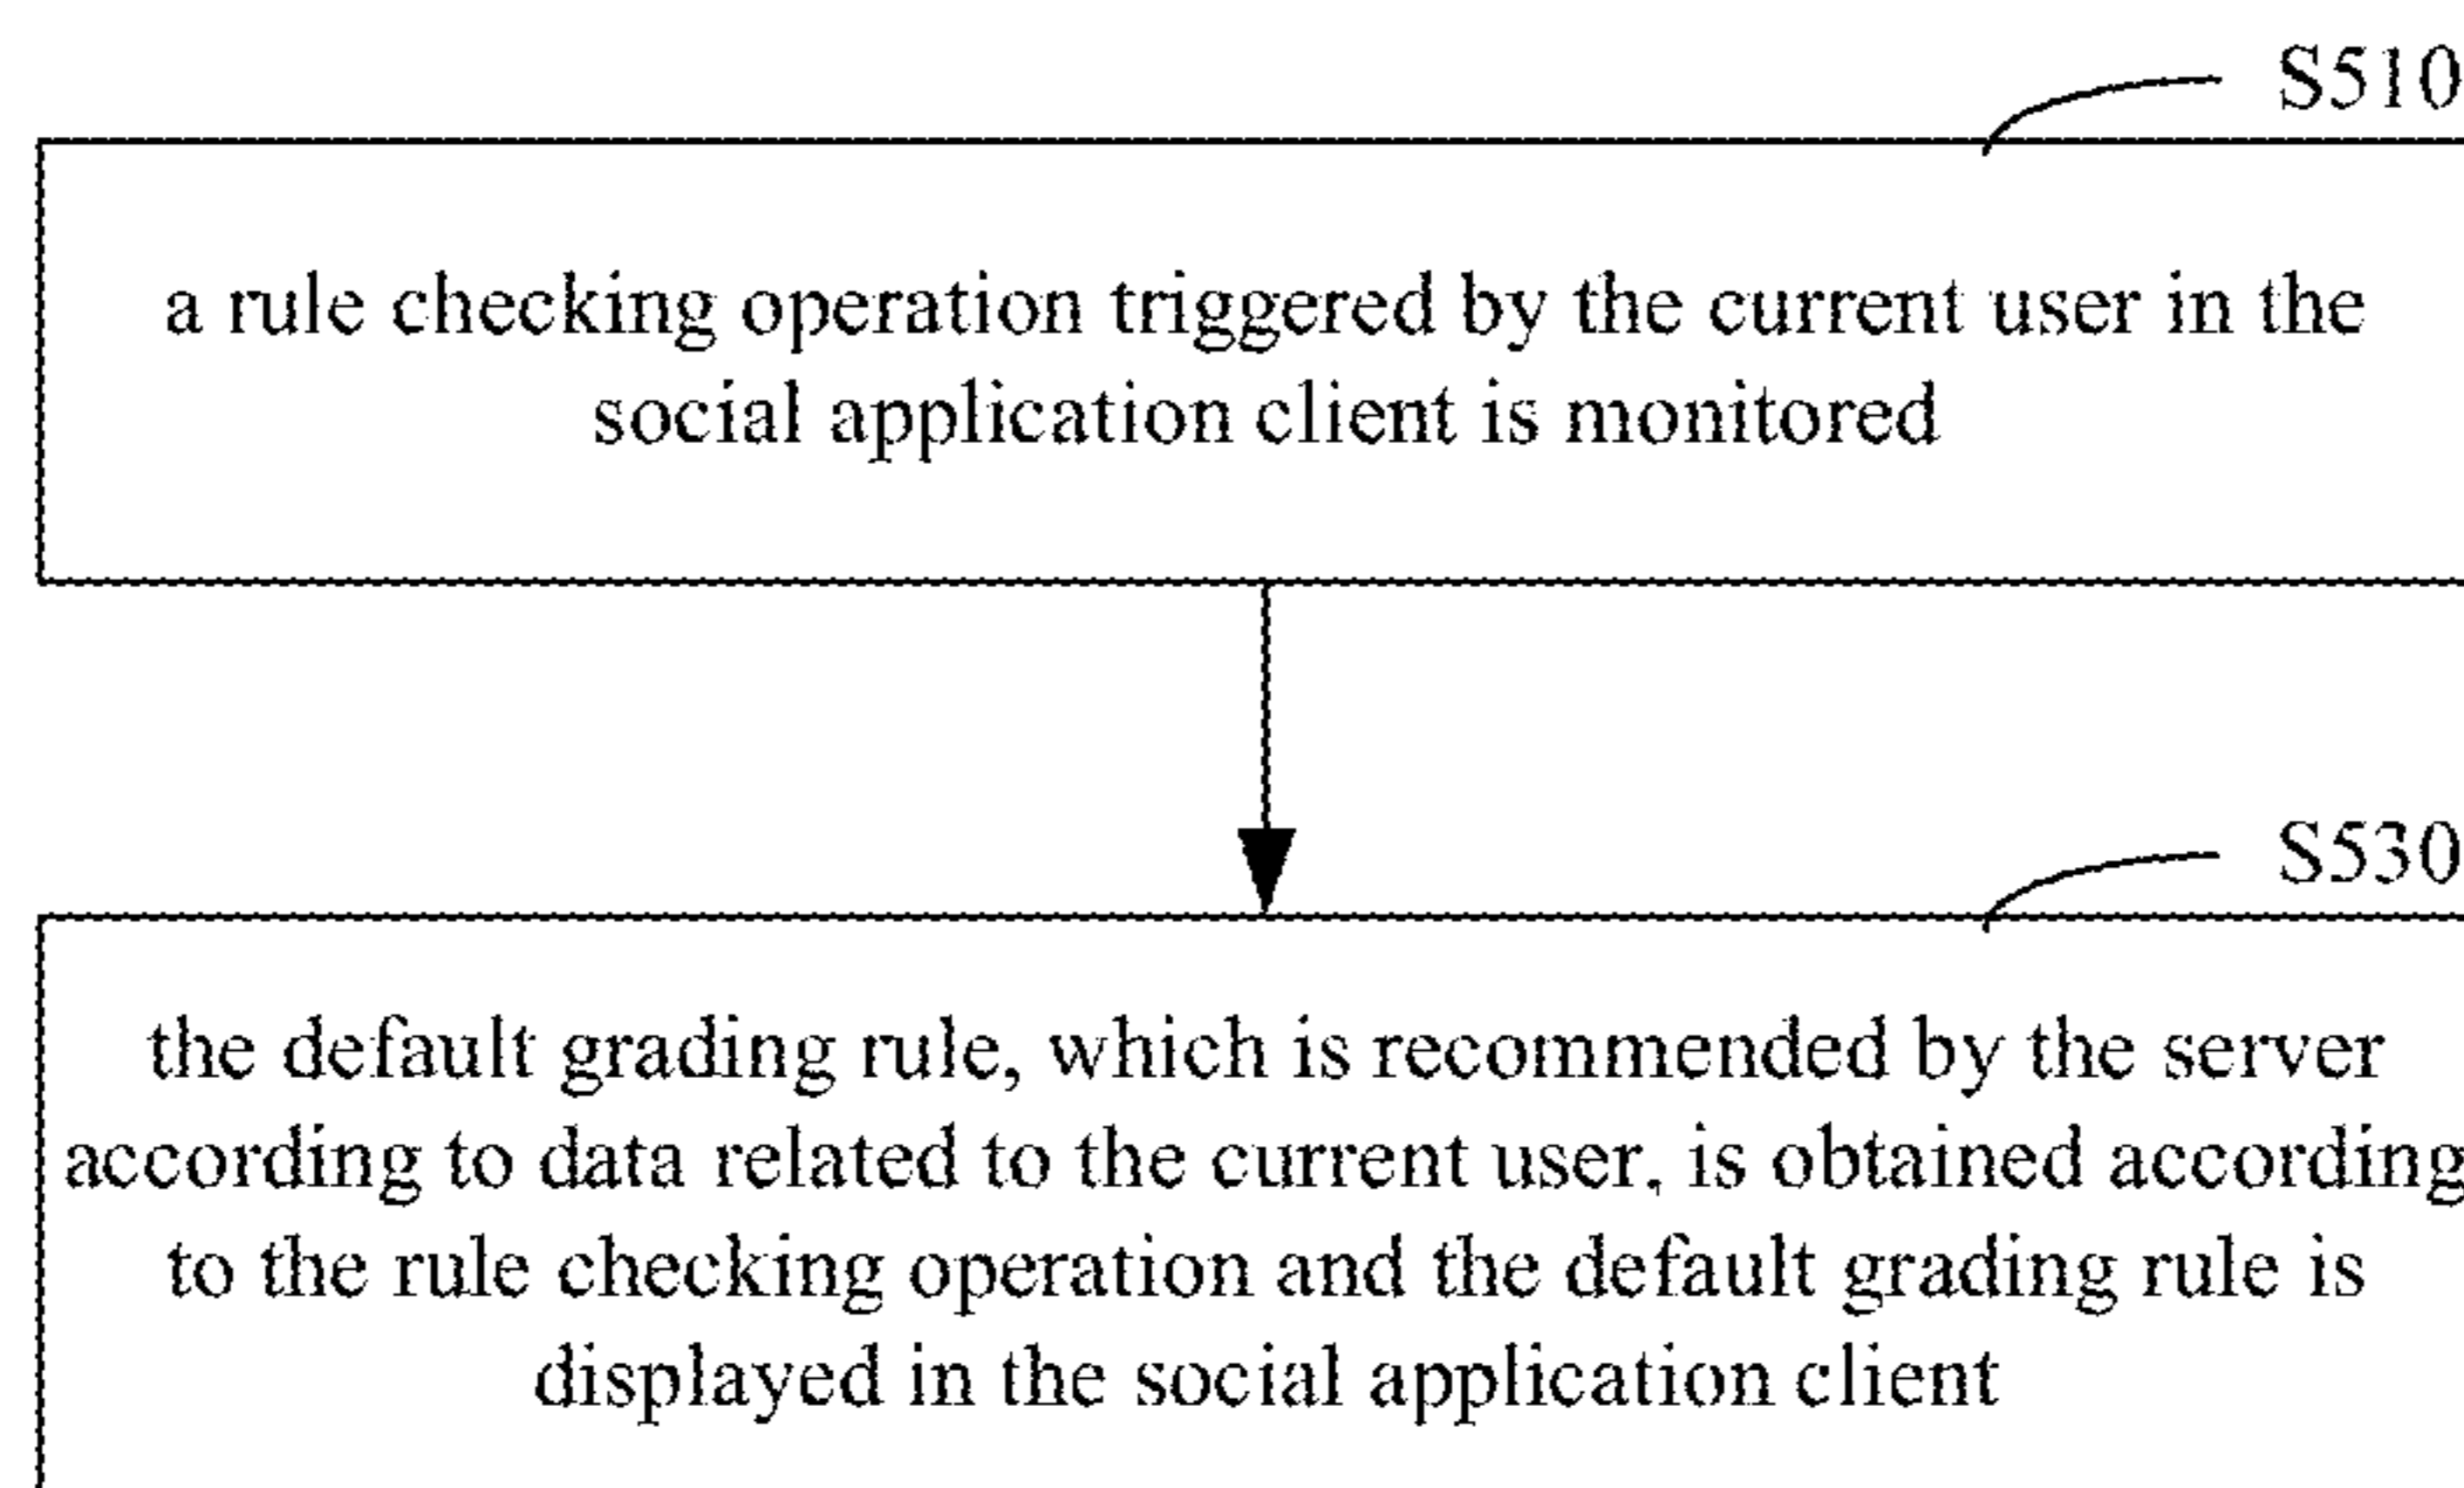 S510
a rule checking operation triggered by the current user in the
social application client is monitored
S530
the default grading rule, which is recommended by the server
according to data related to the current user, is obtained according
to the rule checking operation and the default grading rule is
displayed in the social application client